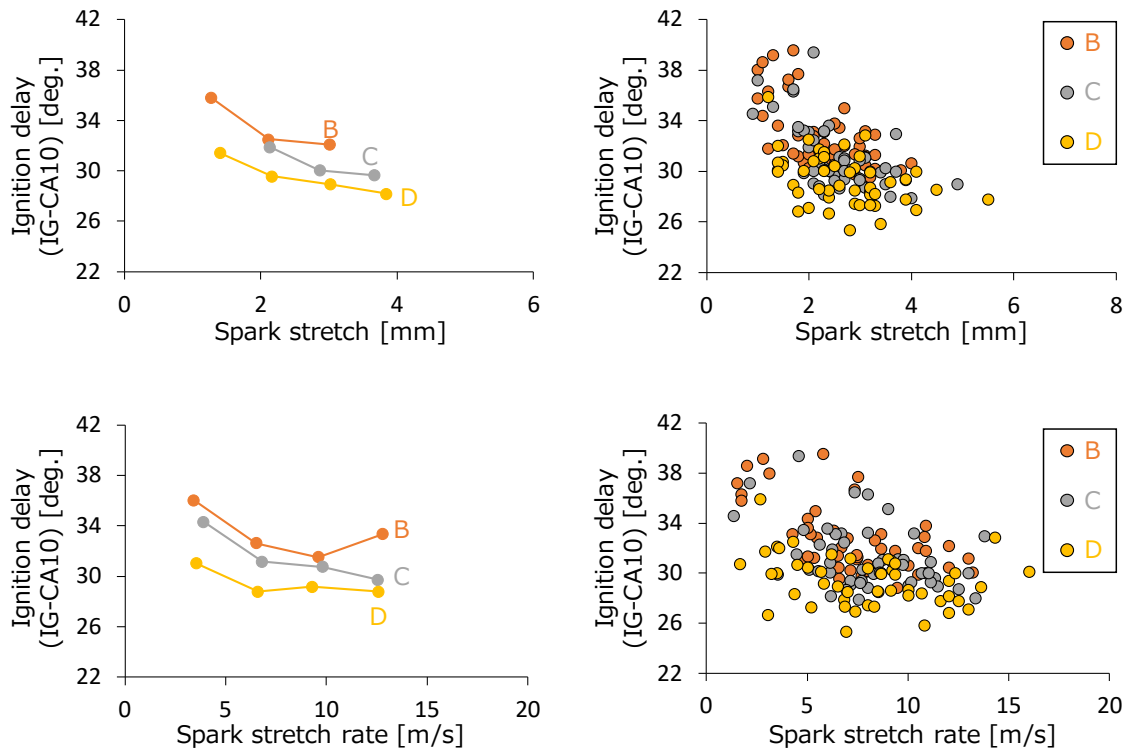 Ignition delay
(IG-CA10) [deg.]
42
38
34
30
26
22
B
C
D
0
2
4
6
Spark stretch [mm]
Ignition delay
(IG-CA10) [deg.]
42
38
34
30
26
22
B
C
D
0
2
4
6
8
Spark stretch [mm]
Ignition delay
(IG-CA10) [deg.]
42
38
34
30
26
22
B
C
D
0
5
10
15
20
Spark stretch rate [m/s]
Ignition delay
(IG-CA10) [deg.]
42
38
34
30
26
22
B
C
D
0
5
10
15
20
Spark stretch rate [m/s]